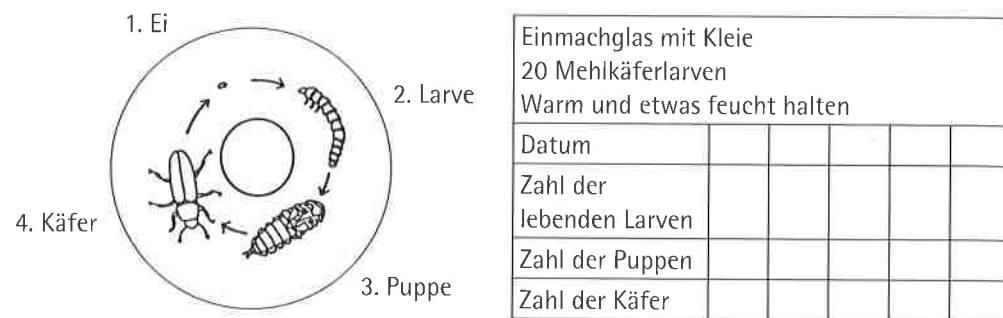 1. Ei
2. Larve
3. Puppe
4. Käfer
Einmachglas mit Kleie
20 Mehlkäferlarven
Warm und etwas feucht halten
Datum
Zahl der
lebenden Larven
Zahl der Puppen
Zahl der Käfer